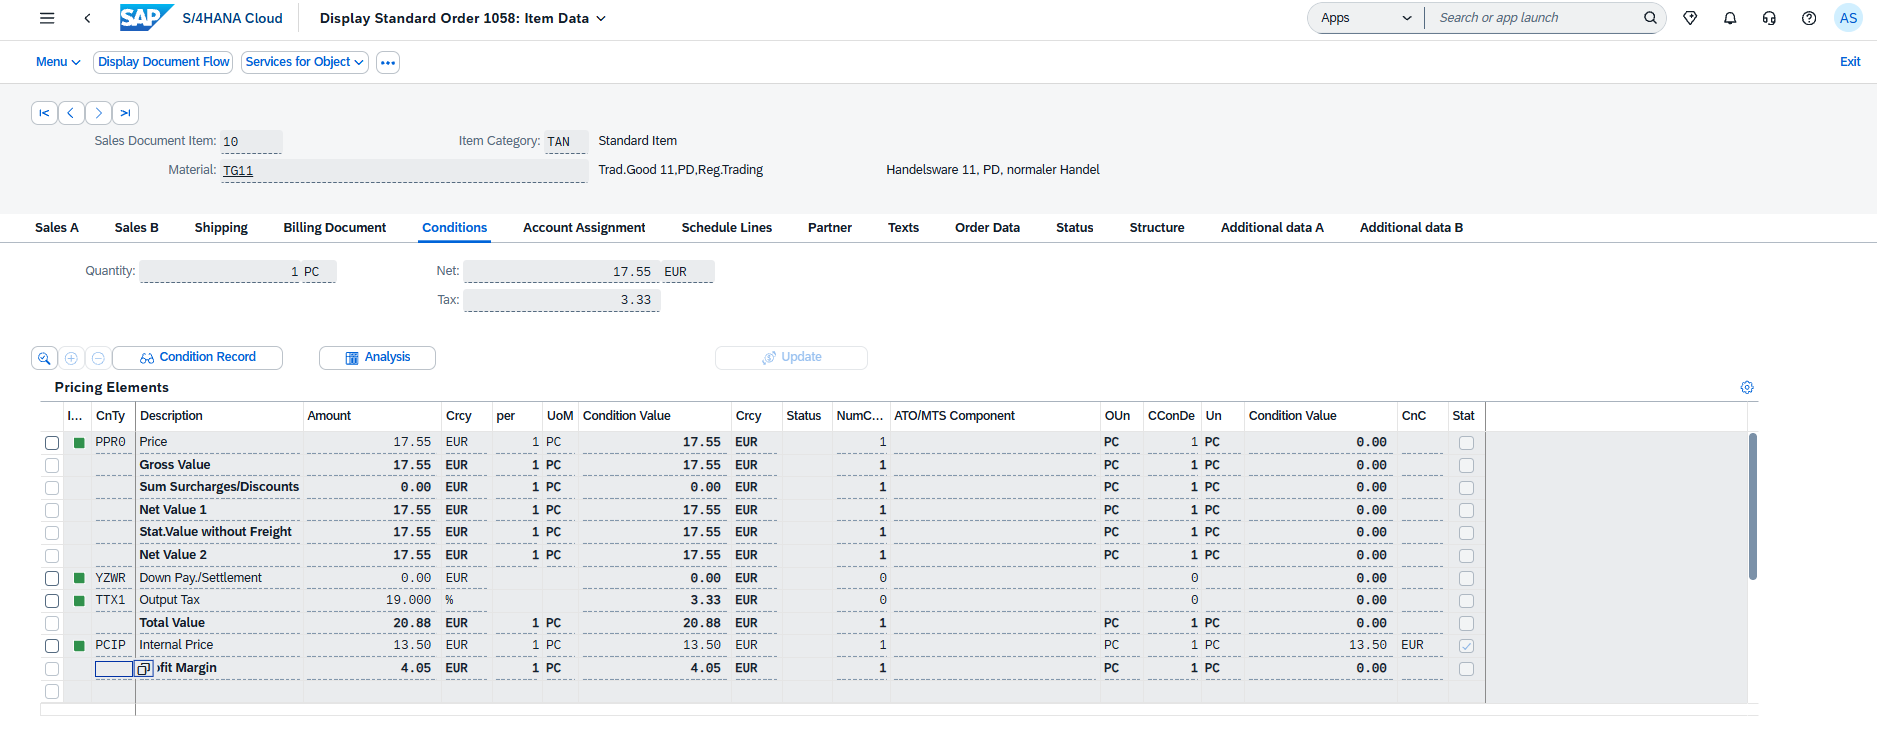 SAP S/4HANA Cloud Display Standard Order 1058: Item Data Apps Search or app launch AS
Menu Display Document Flow Services for Object ••• Exit
Sales Document Item: 10 Item Category: TAN Standard Item
Material: TG11 Trad.Good 11,PD,Reg.Trading Handelsware 11, PD, normaler Handel
Sales A Sales B Shipping Billing Document Conditions Account Assignment Schedule Lines Partner Texts Order Data Status Structure Additional data A Additional data B
Quantity: 1 PC Net: 17.55 EUR
Tax: 3.33
Condition Record Analysis Update
Pricing Elements
I... CnTy Description Amount Crcy per UoM Condition Value Crcy Status NumC... ATO/MTS Component OUn CConDe Un Condition Value CnC Stat
PPR0 Price 17.55 EUR 1 PC 17.55 EUR 1 PC 1 PC 0.00
Gross Value 17.55 EUR 1 PC 17.55 EUR 1 PC 1 PC 0.00
Sum Surcharges/Discounts 0.00 EUR 1 PC 0.00 EUR 1 PC 1 PC 0.00
Net Value 1 17.55 EUR 1 PC 17.55 EUR 1 PC 1 PC 0.00
Stat.Value without Freight 17.55 EUR 1 PC 17.55 EUR 1 PC 1 PC 0.00
Net Value 2 17.55 EUR 1 PC 17.55 EUR 1 PC 1 PC 0.00
YZWR Down Pay./Settlement 0.00 EUR 0.00 EUR 0 0 0.00
TTX1 Output Tax 19.000 % 3.33 EUR 0 0 0.00
Total Value 20.88 EUR 1 PC 20.88 EUR 1 PC 1 PC 0.00
PCIP Internal Price 13.50 EUR 1 PC 13.50 EUR 1 PC 1 PC 13.50 EUR
fit Margin 4.05 EUR 1 PC 4.05 EUR 1 PC 1 PC 0.00